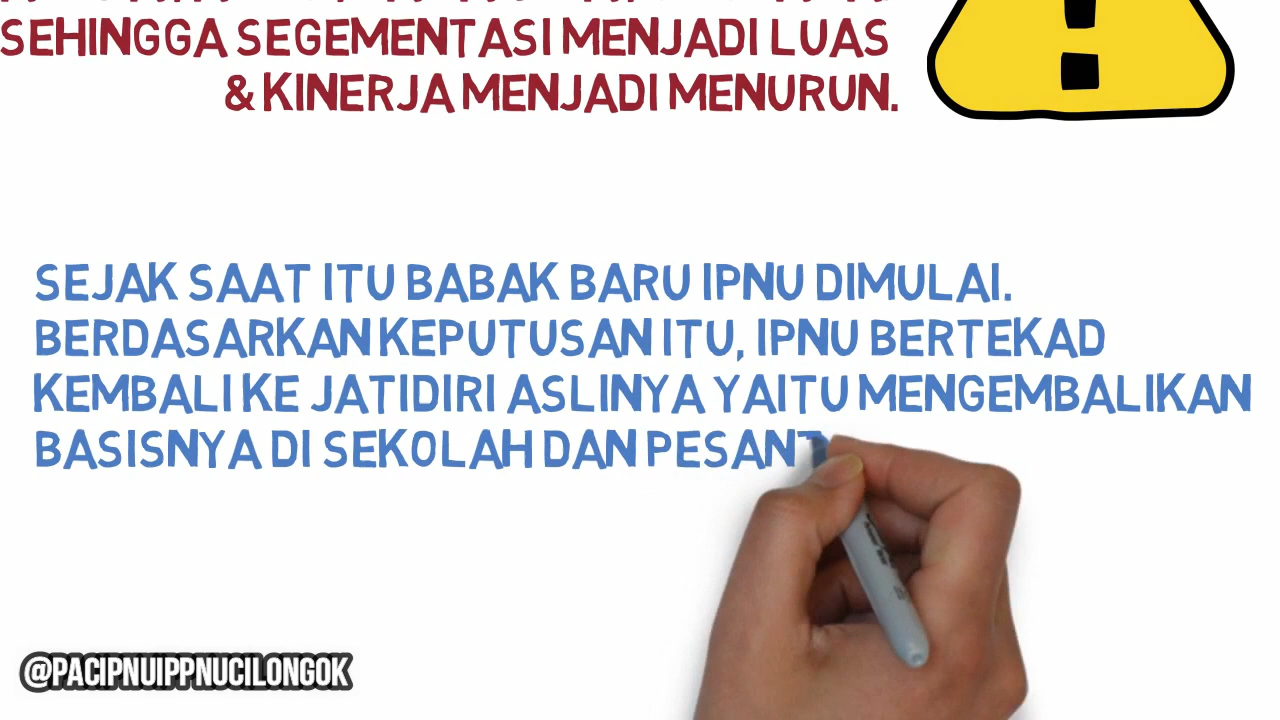 SEHINGGA SEGEMENTASI MENJADI LUAS
& KINERJA MENJADI MENURUN.
SEJAK SAAT ITU BABAK BARU IPNU DIMULAI.
BERDASARKAN KEPUTUSAN ITU, IPNU BERTEKAD
KEMBALI KE JATIDIRI ASLINYA YAITU MENGEMBALIKAN
BASISNYA DI SEKOLAH DAN PESANT
@PACIPNUIPPNUCILONGOK